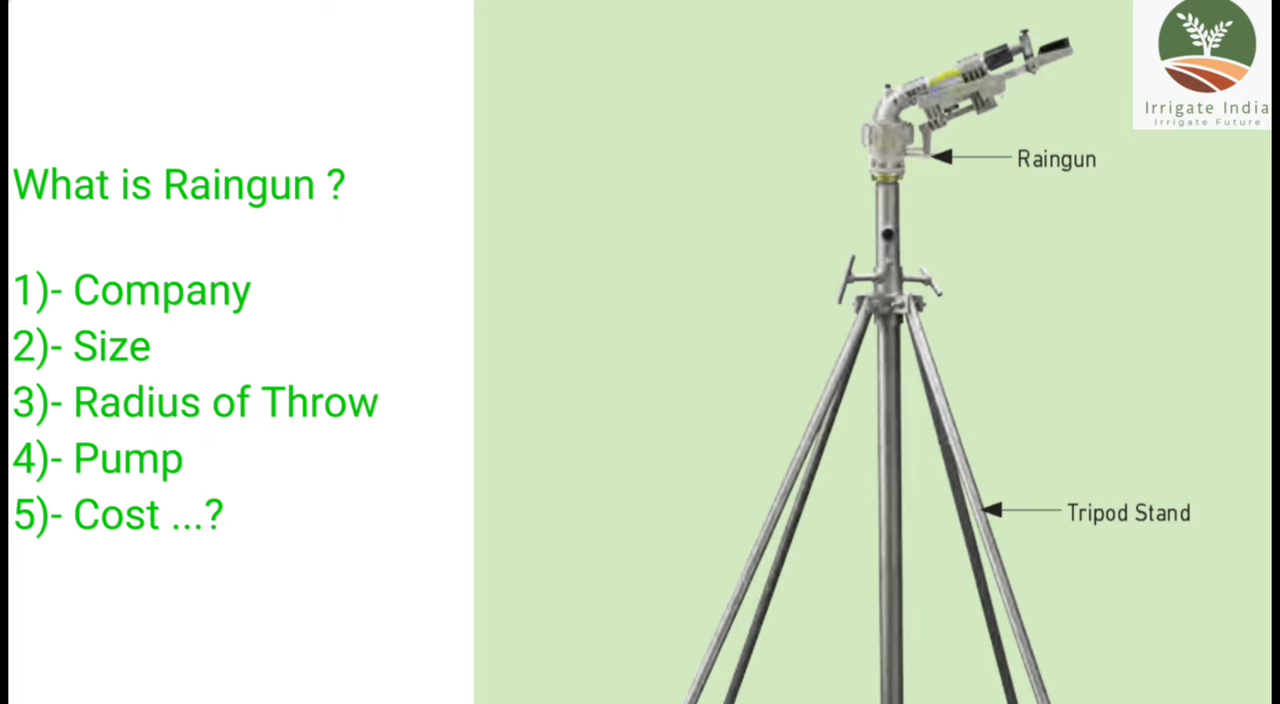 What is Raingun ?
1)- Company
2)- Size
3)- Radius of Throw
4)- Pump
5)- Cost ...?
Irrigate India
Irrigate Future
Raingun
Tripod Stand